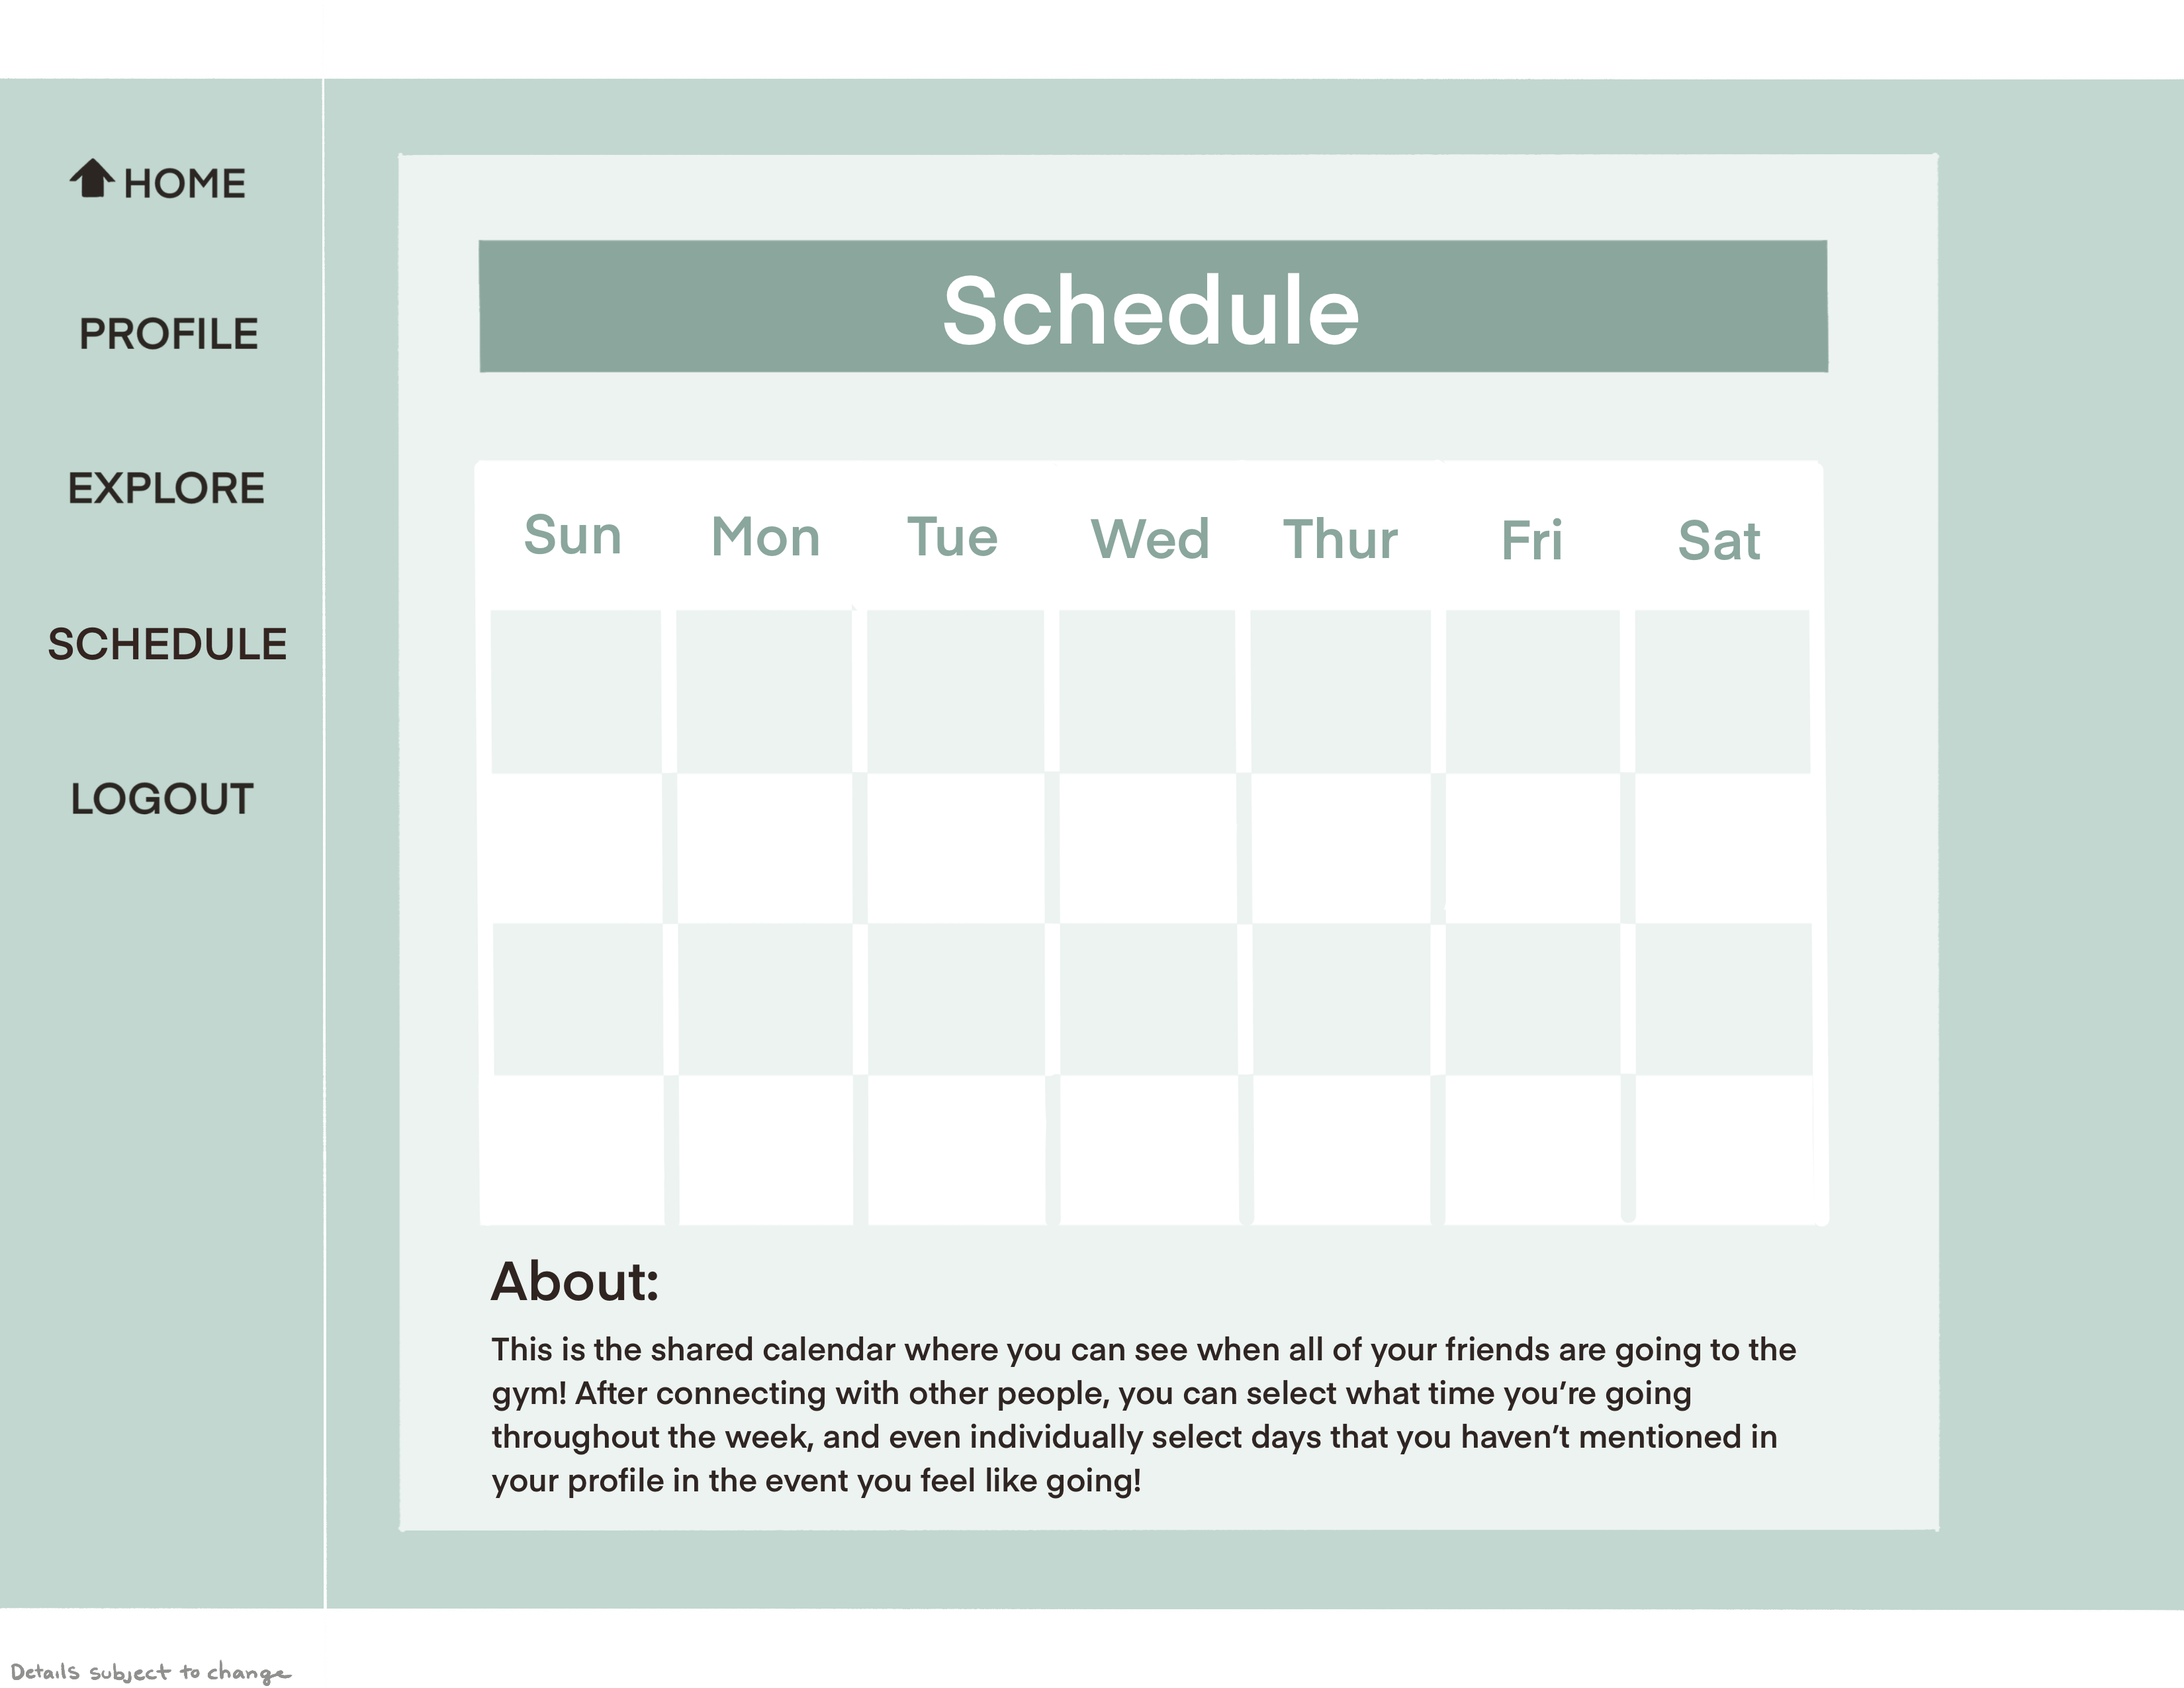 HOME
PROFILE
EXPLORE
SCHEDULE
LOGOUT
Schedule
Sun Mon Tue Wed Thur Fri Sat
About:
This is the shared calendar where you can see when all of your friends are going to the
gym! After connecting with other people, you can select what time you’re going
throughout the week, and even individually select days that you haven’t mentioned in
your profile in the event you feel like going!
Details subject to change